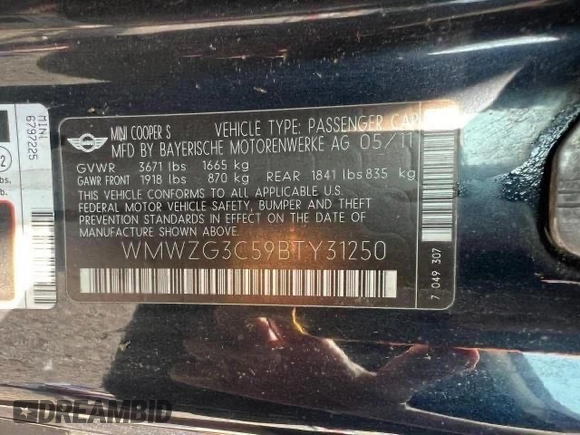 MINI COOPER S VEHICLE TYPE: PASSENGER CAR
MFD BY BAYERISCHE MOTORENWERKE AG 05/11
GVWR 3671 lbs 1665 kg
GAWR FRONT 1918 lbs 870 kg REAR 1841 lbs 835 kg
THIS VEHICLE CONFORMS TO ALL APPLICABLE U.S.
FEDERAL MOTOR VEHICLE SAFETY, BUMPER AND THEFT
PREVENTION STANDARDS IN EFFECT ON THE DATE OF
MANUFACTURE SHOWN ABOVE.
WMWZG3C59BTY31250
7 049 307
MINI
6797225
2
lbs.
s.
DREAMBID